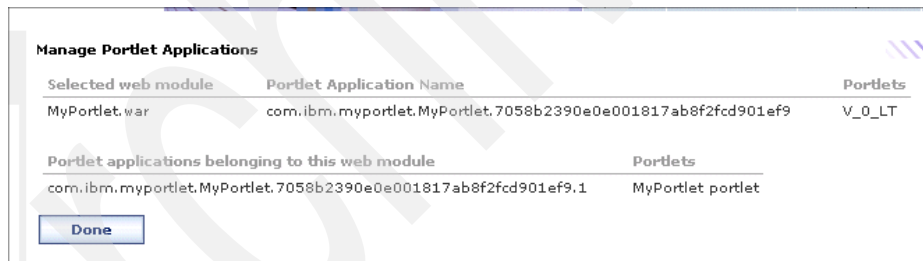 Manage Portlet Applications
Selected web module Portlet Application Name Portlets
MyPortlet.war com.ibm.myportlet.MyPortlet.7058b2390e0e001817ab8f2fcd901ef9 V_0_LT
Portlet applications belonging to this web module Portlets
com.ibm.myportlet.MyPortlet.7058b2390e0e001817ab8f2fcd901ef9.1 MyPortlet portlet
Done